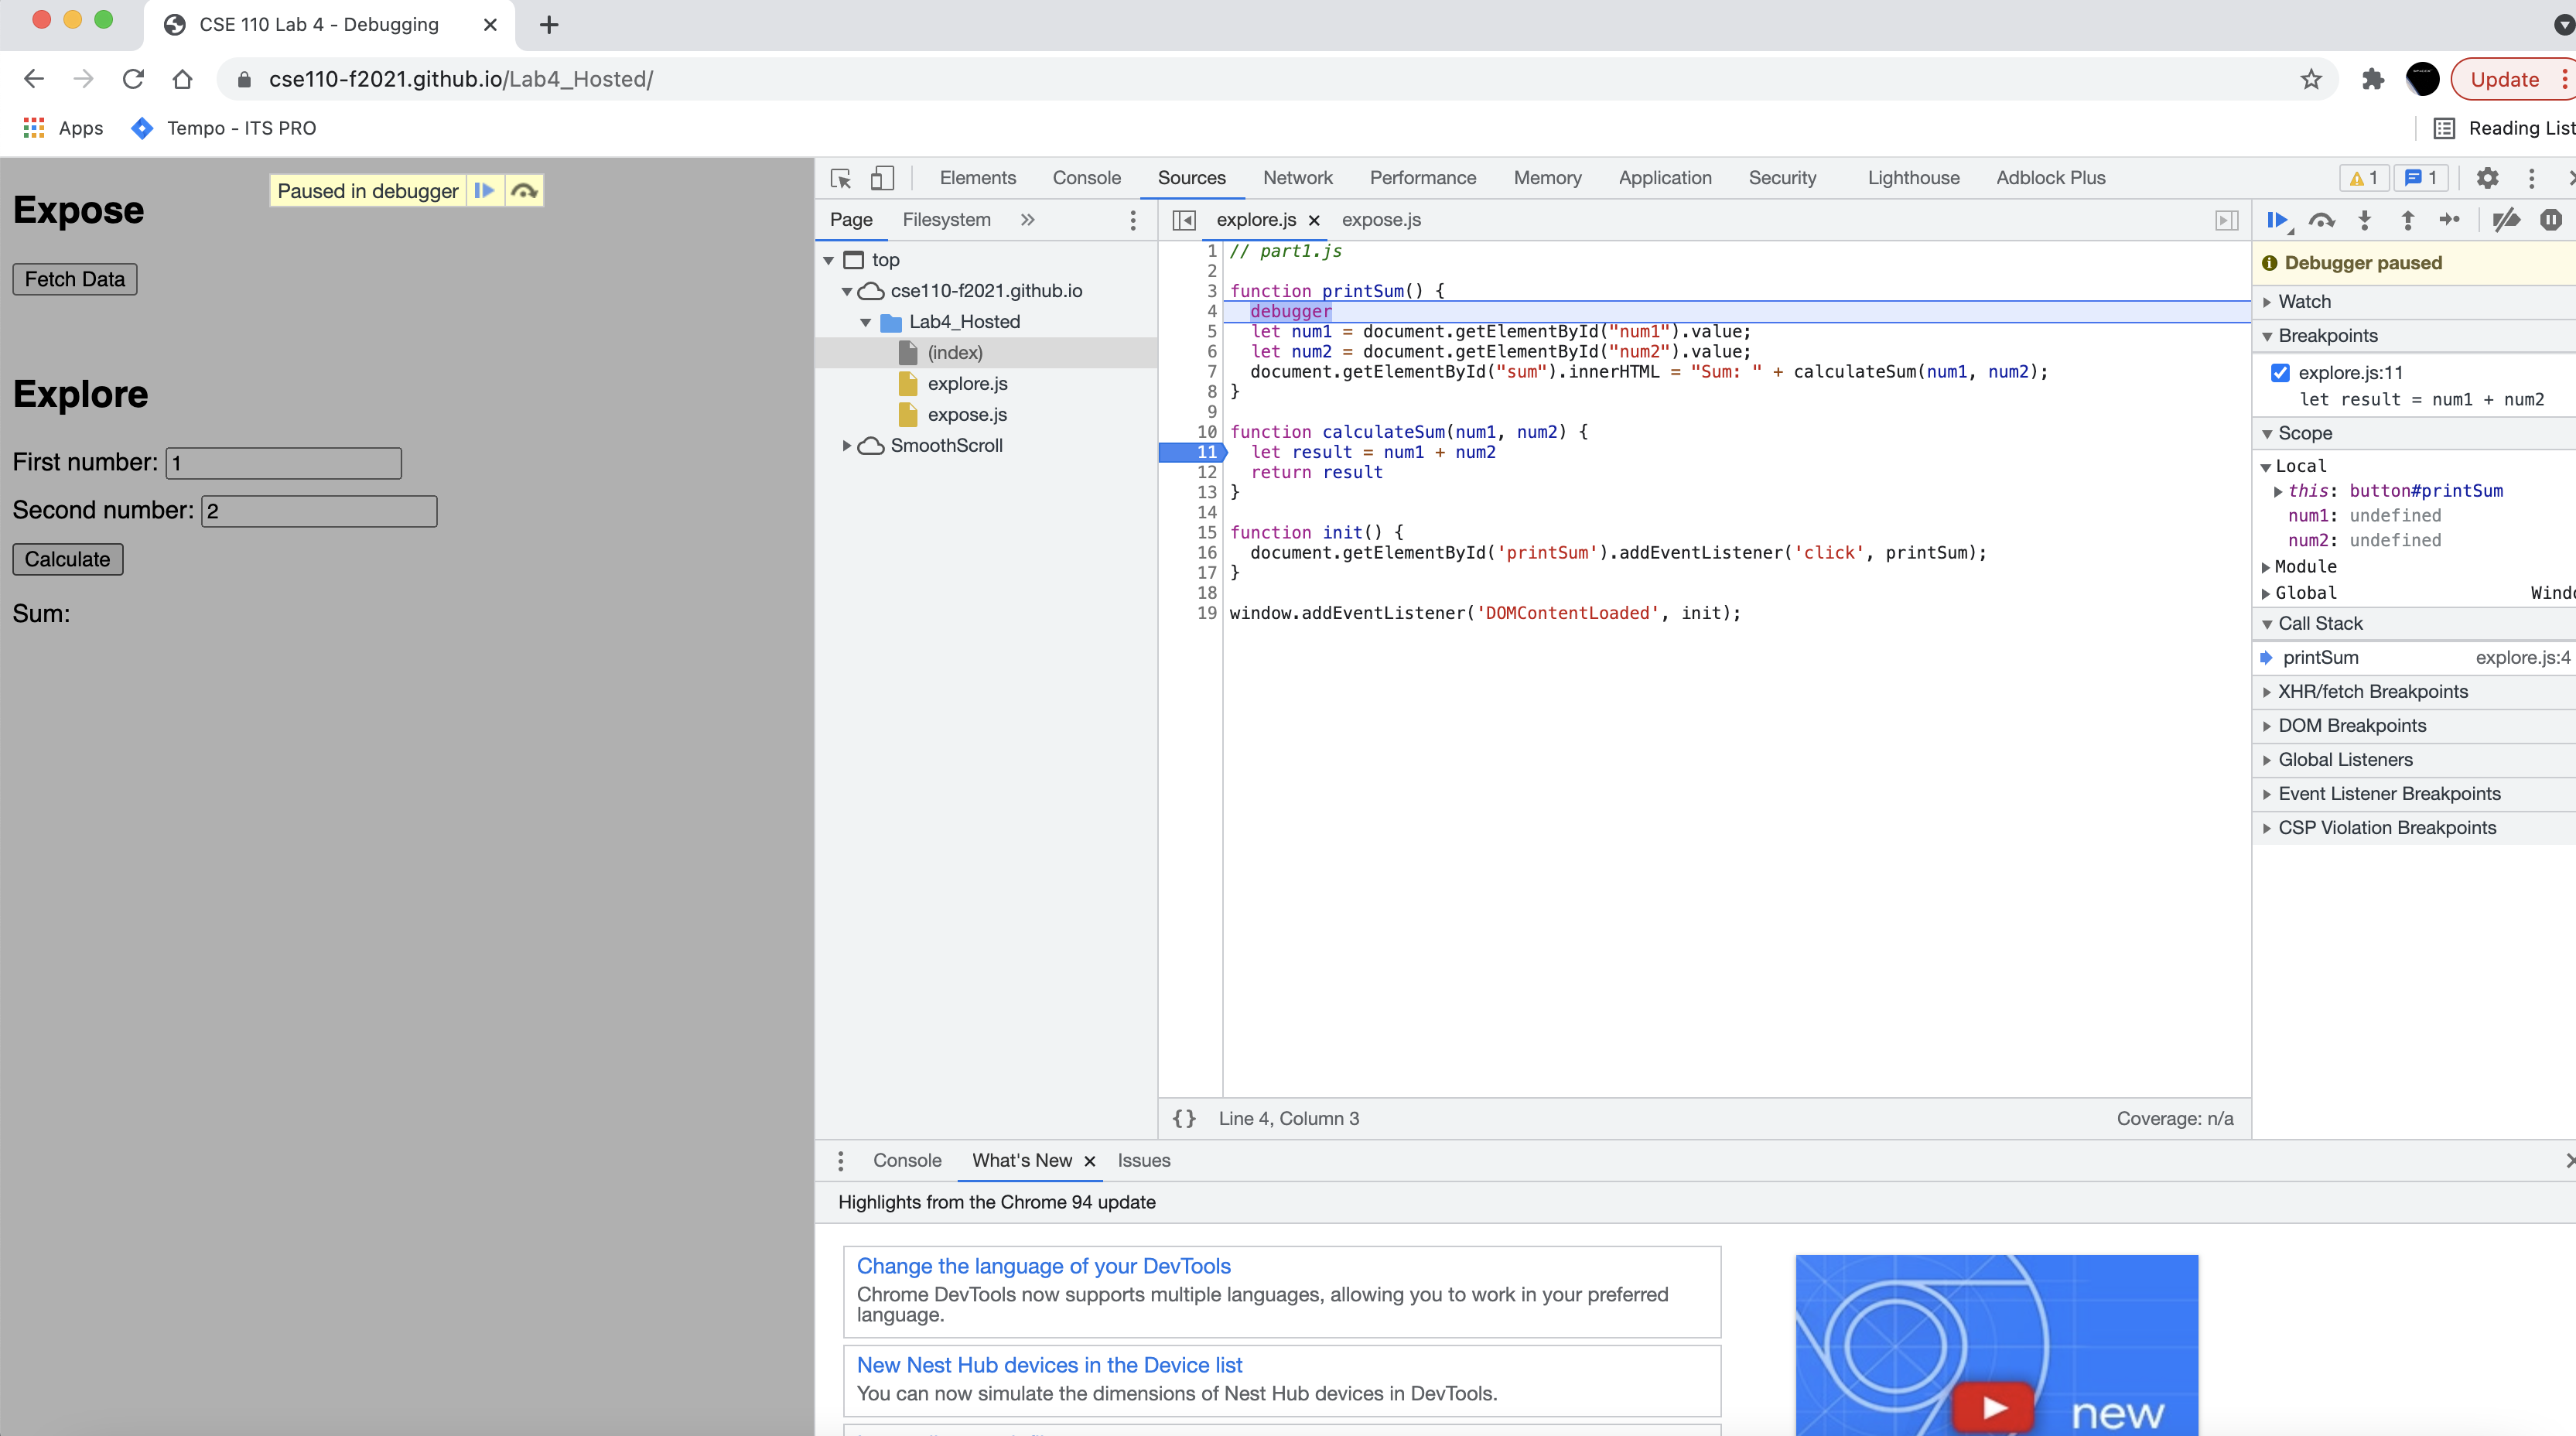 CSE 110 Lab 4 - Debugging
cse110-f2021.github.io/Lab4_Hosted/
Update
Apps
Tempo - ITS PRO
Reading List
Expose
Paused in debugger
Fetch Data
Explore
First number: 1
Second number: 2
Calculate
Sum:
Elements Console Sources Network Performance Memory Application Security Lighthouse Adblock Plus 1 1
Page Filesystem
top
cse110-f2021.github.io
Lab4_Hosted
(index)
explore.js
expose.js
SmoothScroll
explore.js expose.js
1 // part1.js
2
3 function printSum() {
4 debugger
5 let num1 = document.getElementById("num1").value;
6 let num2 = document.getElementById("num2").value;
7 document.getElementById("sum").innerHTML = "Sum: " + calculateSum(num1, num2);
8 }
9
10 function calculateSum(num1, num2) {
11 let result = num1 + num2
12 return result
13 }
14
15 function init() {
16 document.getElementById('printSum').addEventListener('click', printSum);
17 }
18
19 window.addEventListener('DOMContentLoaded', init);
{} Line 4, Column 3 Coverage: n/a
Debugger paused
Watch
Breakpoints
explore.js:11
let result = num1 + num2
Scope
Local
this: button#printSum
num1: undefined
num2: undefined
Module
Global Windo
Call Stack
printSum explore.js:4
XHR/fetch Breakpoints
DOM Breakpoints
Global Listeners
Event Listener Breakpoints
CSP Violation Breakpoints
Console What's New Issues
Highlights from the Chrome 94 update
Change the language of your DevTools
Chrome DevTools now supports multiple languages, allowing you to work in your preferred
language.
New Nest Hub devices in the Device list
You can now simulate the dimensions of Nest Hub devices in DevTools.
new